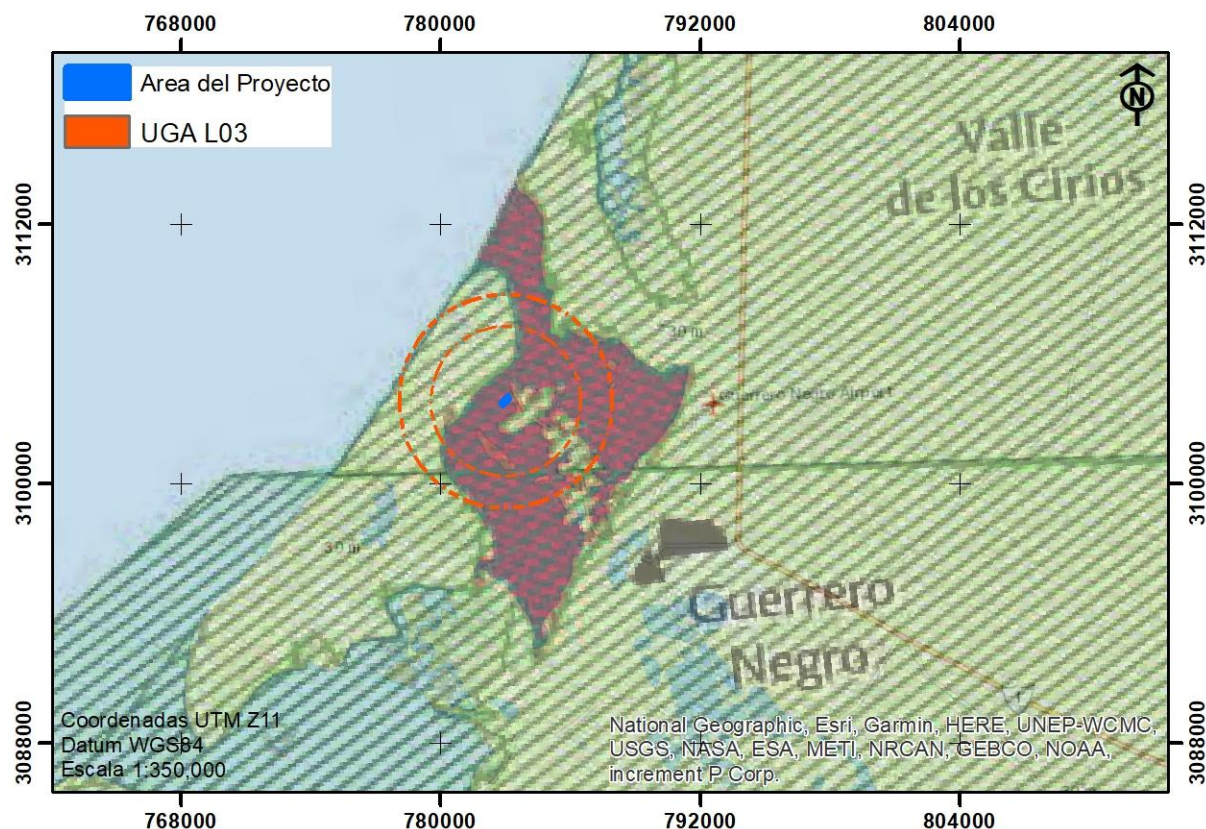 768000 780000 792000 804000
Area del Proyecto
UGA L03
N
Valle
de los Cirios
3112000 3112000
30 m
Guerrero Negro Airport
3100000 3100000
30 m
Guerrero
Negro
Coordenadas UTM Z11
Datum WGS84
Escala 1:350,000
National Geographic, Esri, Garmin, HERE, UNEP-WCMC,
USGS, NASA, ESA, METI, NRCAN, GEBCO, NOAA,
increment P Corp.
3088000 3088000
768000 780000 792000 804000